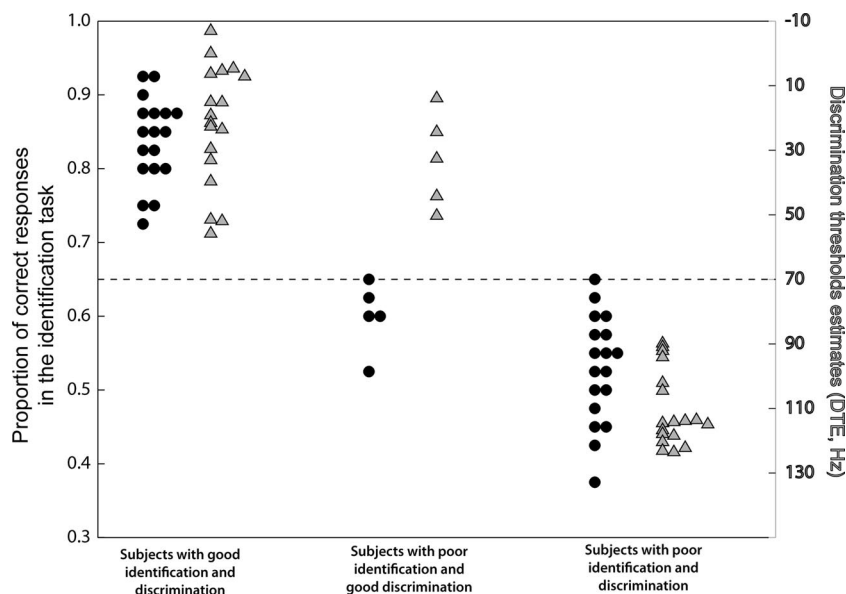 Proportion of correct responses
in the identification task
1.0
0.9
0.8
0.7
0.6
0.5
0.4
0.3
-10
10
30
50
70
90
110
130
Discrimination thresholds estimates (DTE, Hz)
Subjects with good
identification and
discrimination
Subjects with poor
identification and
good discrimination
Subjects with poor
identification and
discrimination